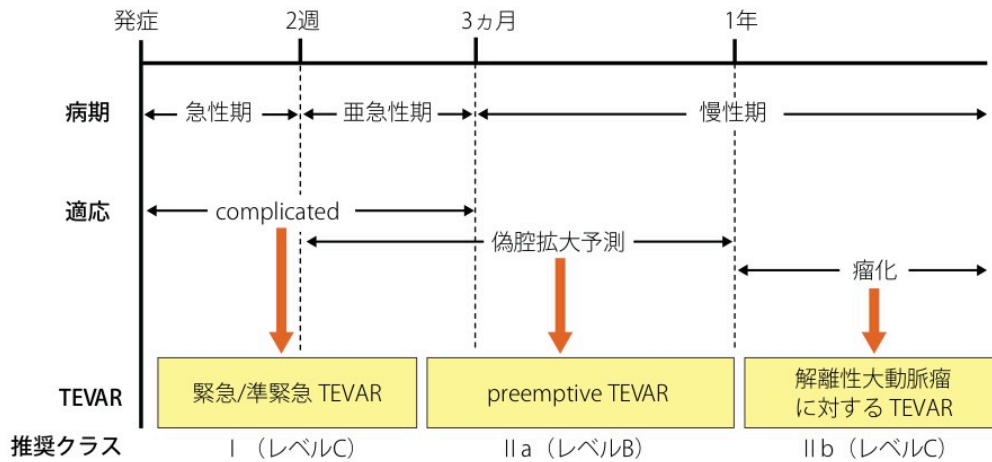 発症
2週
3ヵ月
1年
病期
急性期
亜急性期
慢性期
適応
complicated
偽腔拡大予測
瘤化
TEVAR
緊急/準緊急 TEVAR
preemptive TEVAR
解離性大動脈瘤
に対する TEVAR
推奨クラス
I （レベルC）
IIa（レベルB）
IIb（レベルC）